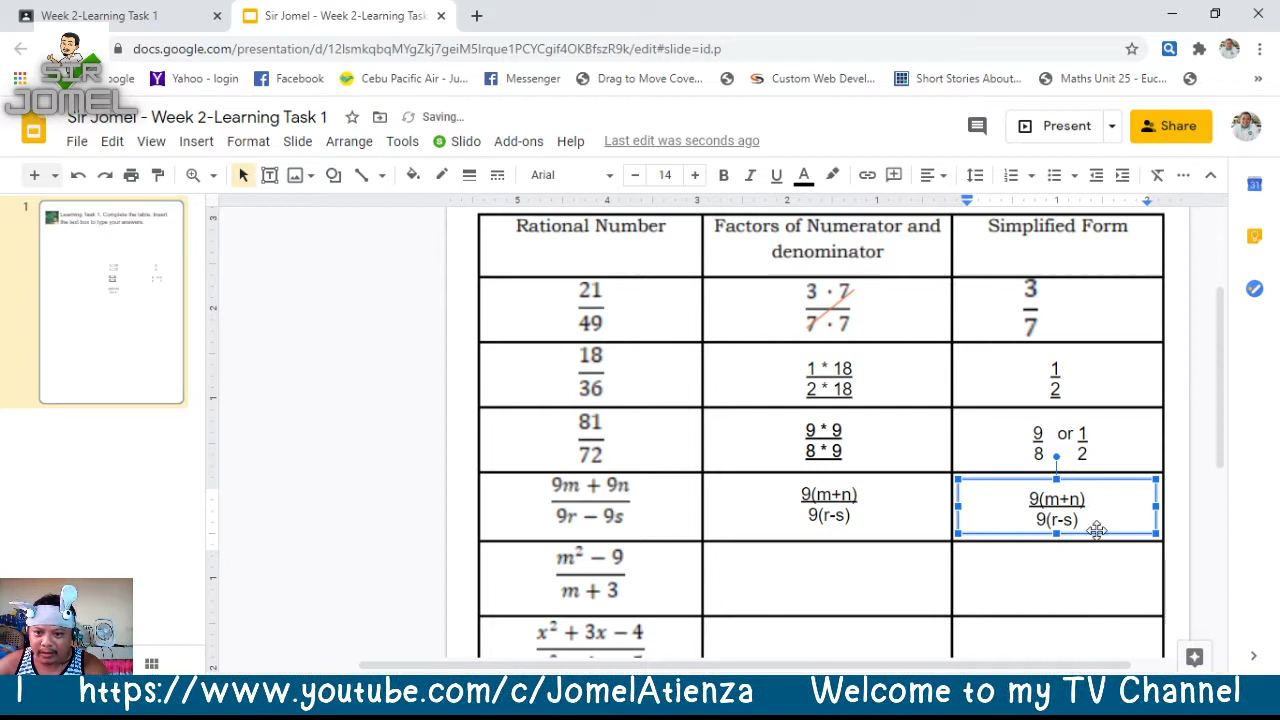 Week 2-Learning Task 1
Sir Jomel - Week 2-Learning Task 1
docs.google.com/presentation/d/12lsmkqbqMYgZkj7geiM5Irque1PCYCgif4OKBfszR9k/edit#slide=id.p
Yahoo - login
Facebook
Cebu Pacific Air - Ju...
Messenger
Drag to Move Cove...
Custom Web Devel...
Short Stories About...
Maths Unit 25 - Euc...
SIR
JOMEL
Sir Jomel - Week 2-Learning Task 1
Saving...
Present
Share
File Edit View Insert Format Slide Arrange Tools Slido Add-ons Help
Last edit was seconds ago
Arial
14
1
Learning Task 1. Complete the table. Insert
the text box to type your answers.
Rational Number
Factors of Numerator and
denominator
Simplified Form
21
49
3 · 7
7 · 7
3
7
18
36
1 * 18
2 * 18
1
2
81
72
9 * 9
8 * 9
9 or 1
8 2
9m + 9n
9r − 9s
9(m+n)
9(r-s)
9(m+n)
9(r-s)
m² − 9
m + 3
x² + 3x − 4
https://www.youtube.com/c/JomelAtienza Welcome to my TV Channel